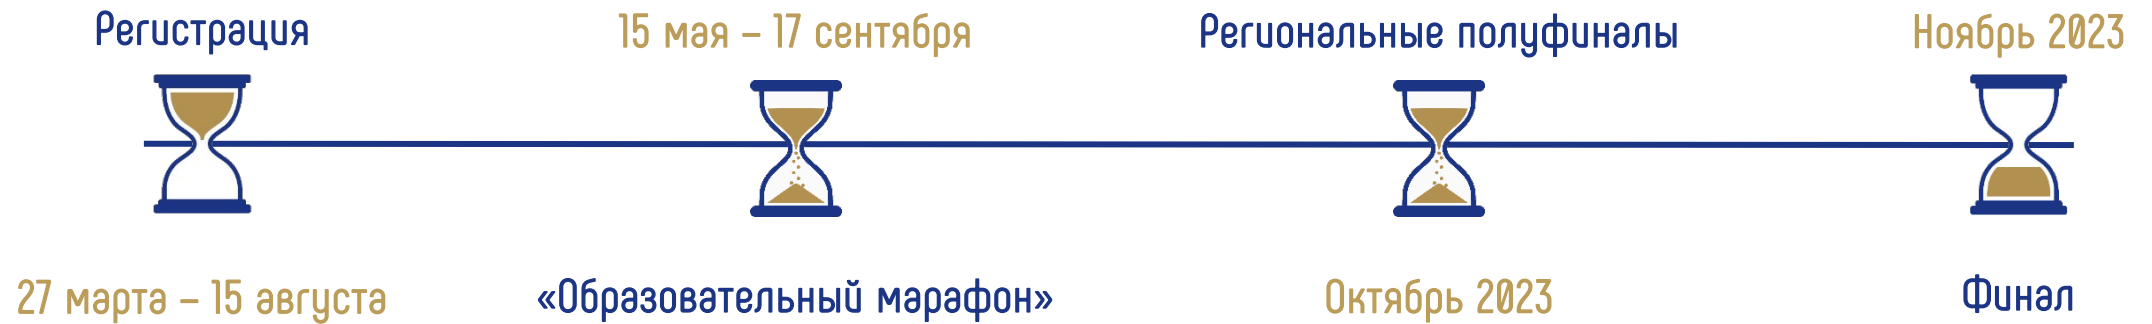 Регистрация
27 марта – 15 августа
15 мая – 17 сентября
«Образовательный марафон»
Региональные полуфиналы
Октябрь 2023
Ноябрь 2023
Финал